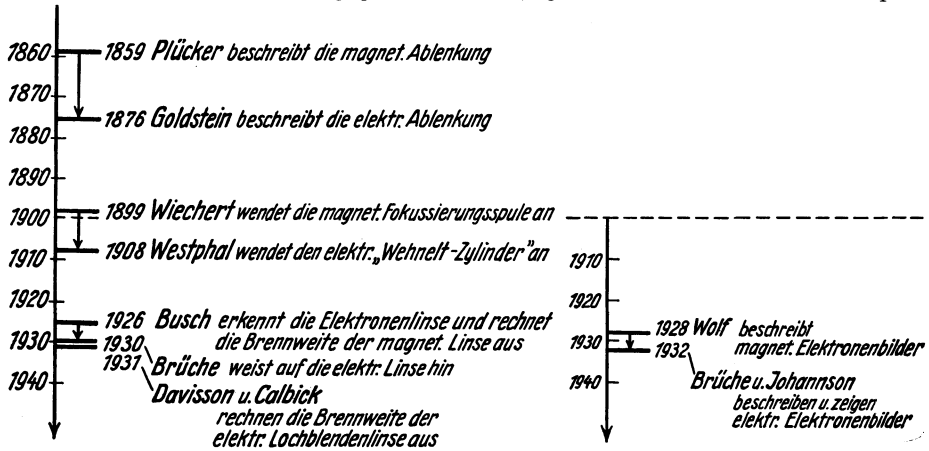 1860
1859 Plücker beschreibt die magnet. Ablenkung
1870
1876 Goldstein beschreibt die elektr. Ablenkung
1880
1890
1899 Wiechert wendet die magnet. Fokussierungsspule an
1900
1908 Westphal wendet den elektr. „Wehnelt-Zylinder" an
1910
1920
1926 Busch erkennt die Elektronenlinse und rechnet
die Brennweite der magnet. Linse aus
1930
1930
1931 Brüche weist auf die elektr. Linse hin
Davisson u. Calbick
1940
rechnen die Brennweite der
elektr. Lochblendenlinse aus
1910
1920
1928 Wolf beschreibt
magnet. Elektronenbilder
1930
1932
Brüche u. Johannson
1940
beschreiben u. zeigen
elektr. Elektronenbilder